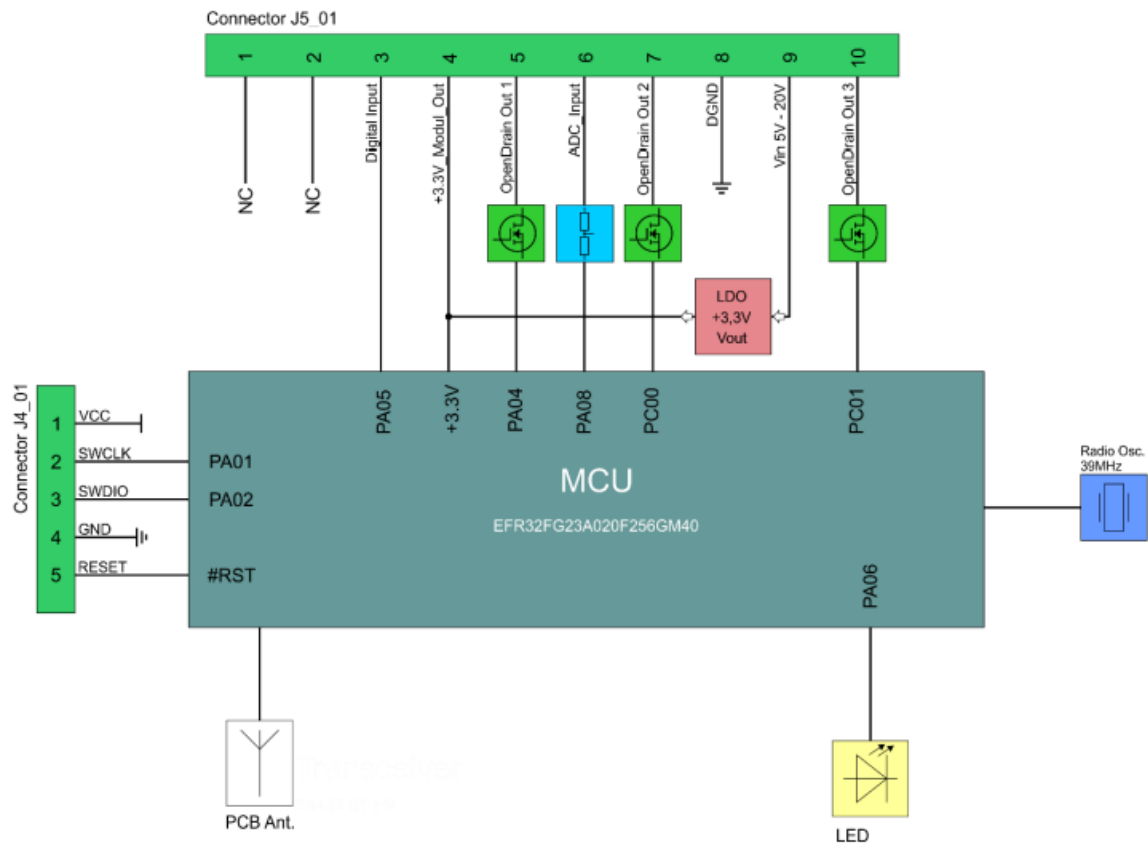 Connector J5_01
1 2 3 4 5 6 7 8 9 10
NC
NC
Digital Input
+3.3V_Modul_Out
OpenDrain Out 1
ADC_Input
OpenDrain Out 2
DGND
Vin 5V - 20V
OpenDrain Out 3
LDO
+3,3V
Vout
Connector J4_01
1 VCC
2 SWCLK
3 SWDIO
4 GND
5 RESET
PA01
PA02
#RST
PA05
+3.3V
PA04
PA08
PC00
PC01
MCU
EFR32FG23A020F256GM40
PA06
Radio Osc.
39MHz
Transceiver
PCB Ant.
LED